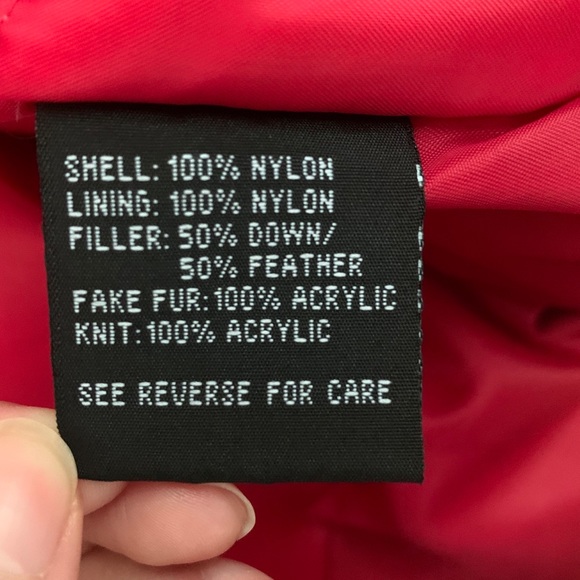 SHELL: 100% NYLON
LINING: 100% NYLON
FILLER: 50% DOWN/
50% FEATHER
FAKE FUR: 100% ACRYLIC
KNIT: 100% ACRYLIC
SEE REVERSE FOR CARE